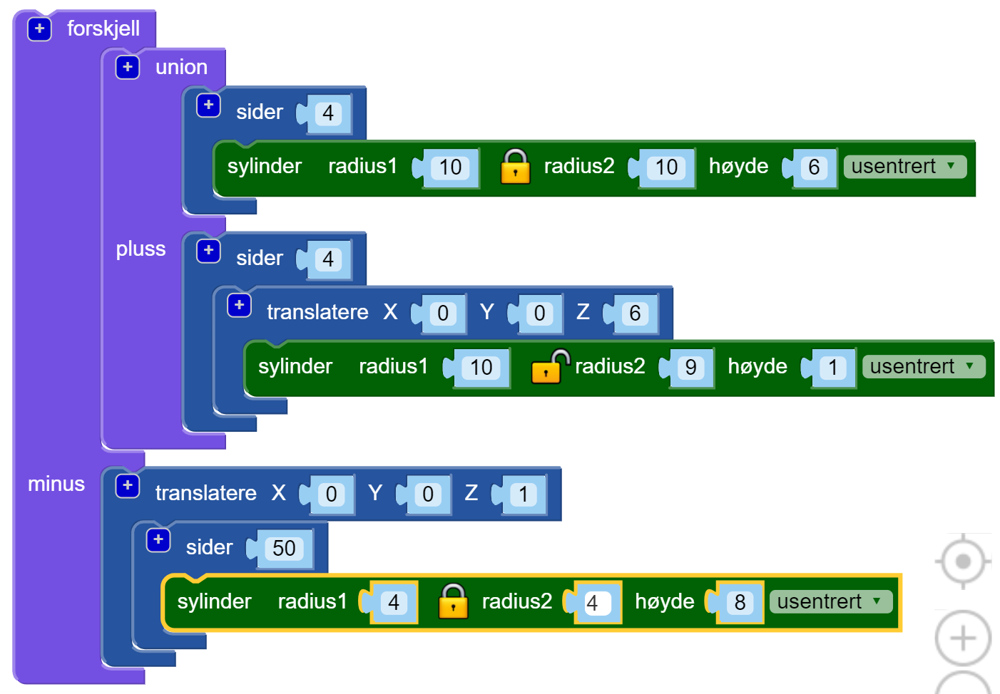 + forskjell
+ union
+ sider 4
sylinder radius1 10 radius2 10 høyde 6 usentrert ▼
pluss + sider 4
+ translatere X 0 Y 0 Z 6
sylinder radius1 10 radius2 9 høyde 1 usentrert ▼
minus + translatere X 0 Y 0 Z 1
+ sider 50
sylinder radius1 4 radius2 4 høyde 8 usentrert ▼